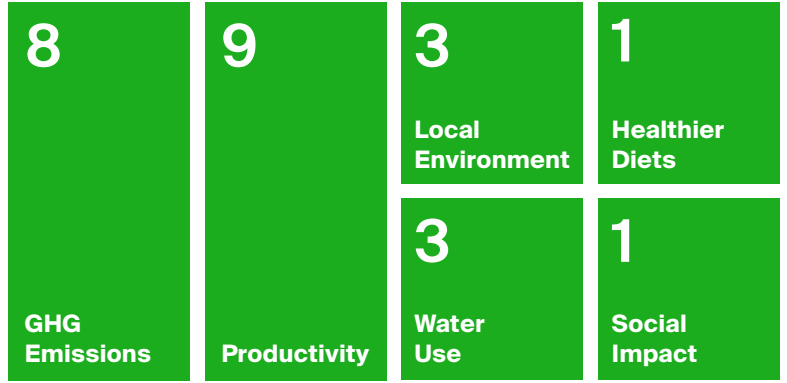 8
GHG
Emissions
9
Productivity
3
Local
Environment
1
Healthier
Diets
3
Water
Use
1
Social
Impact